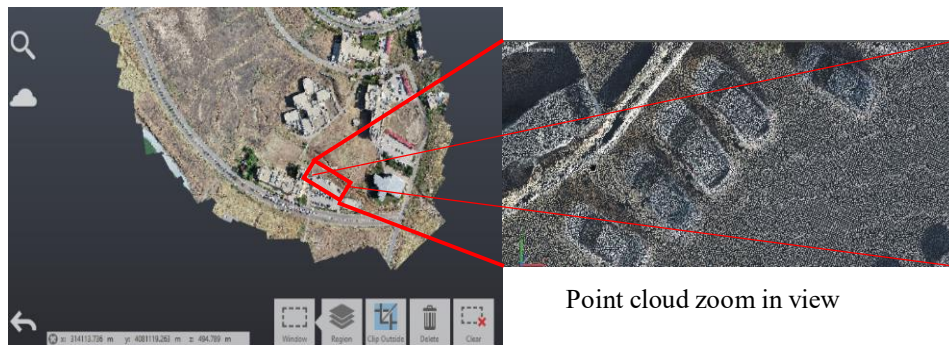 Point cloud zoom in view
Window
Region
Clip Outside
Delete
Clear
x: 314113.736 m y: 4081119.263 m z: 494.789 m